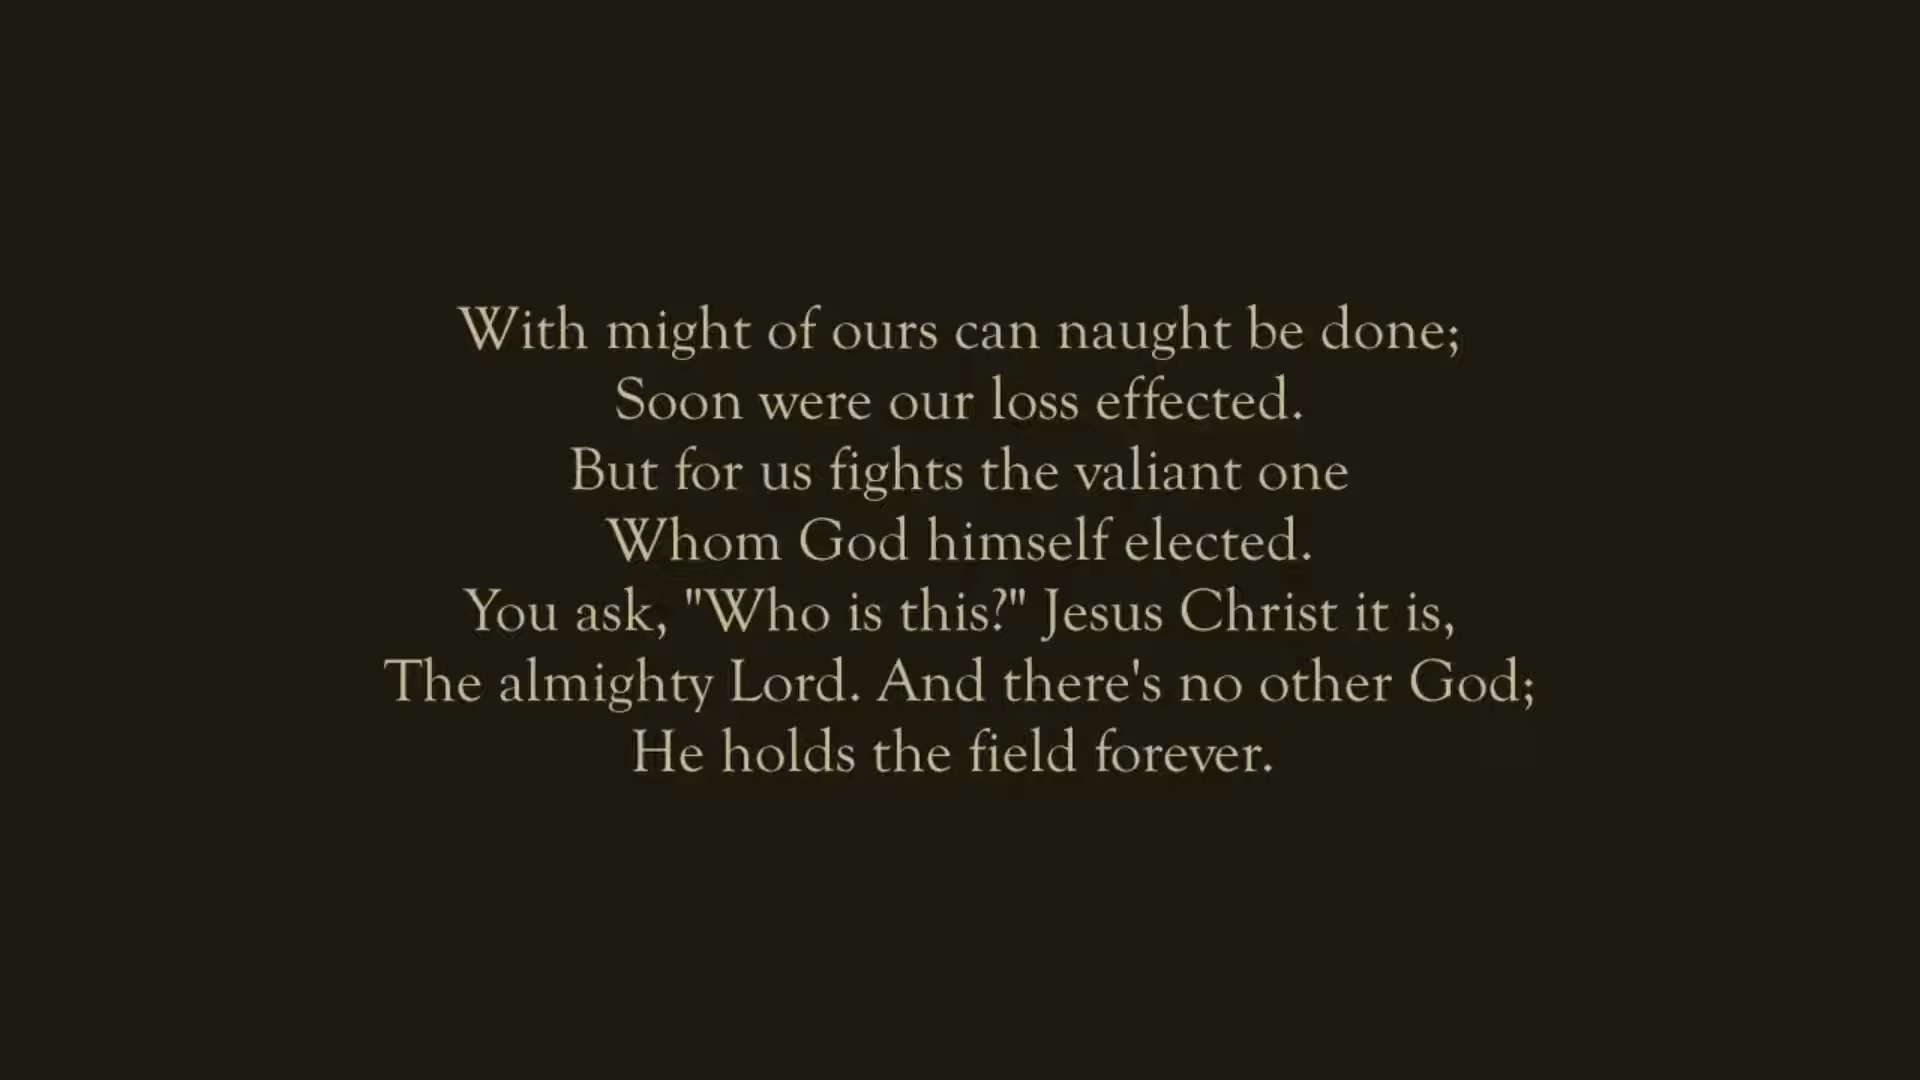 With might of ours can naught be done;
Soon were our loss effected.
But for us fights the valiant one
Whom God himself elected.
You ask, "Who is this?" Jesus Christ it is,
The almighty Lord. And there's no other God;
He holds the field forever.